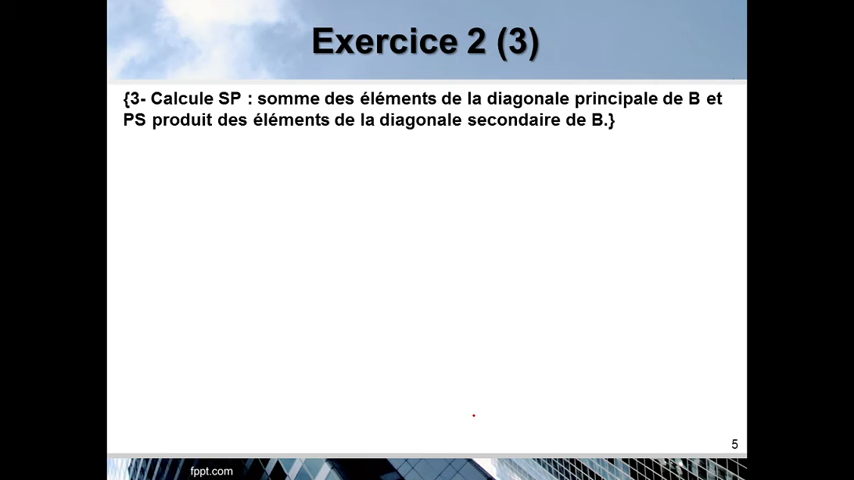 Exercice 2 (3)
{3- Calcule SP : somme des éléments de la diagonale principale de B et
PS produit des éléments de la diagonale secondaire de B.}
5
fppt.com